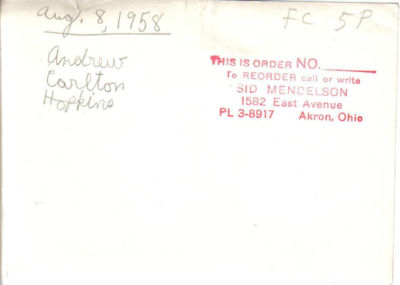 Aug. 8, 1958
FC 5P
Andrew
Carlton
Hopkins
THIS IS ORDER NO.
To REORDER call or write
SID MENDELSON
1582 East Avenue
PL 3-8917 Akron, Ohio